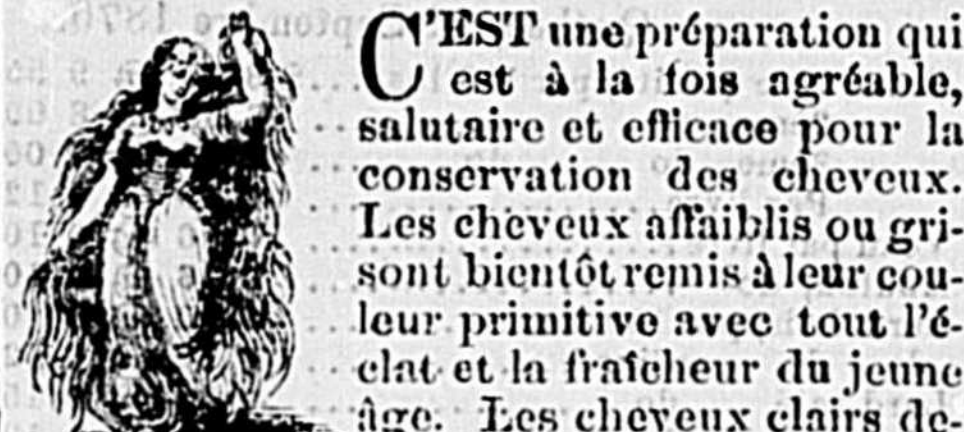 C'EST une préparation qui
est à la fois agréable,
salutaire et efficace pour la
conservation des cheveux.
Les cheveux affaiblis ou gri-
sont bientôt remis à leur cou-
leur primitive avec tout l'é-
clat et la fraîcheur du jeune
âge. Les cheveux clairs de-